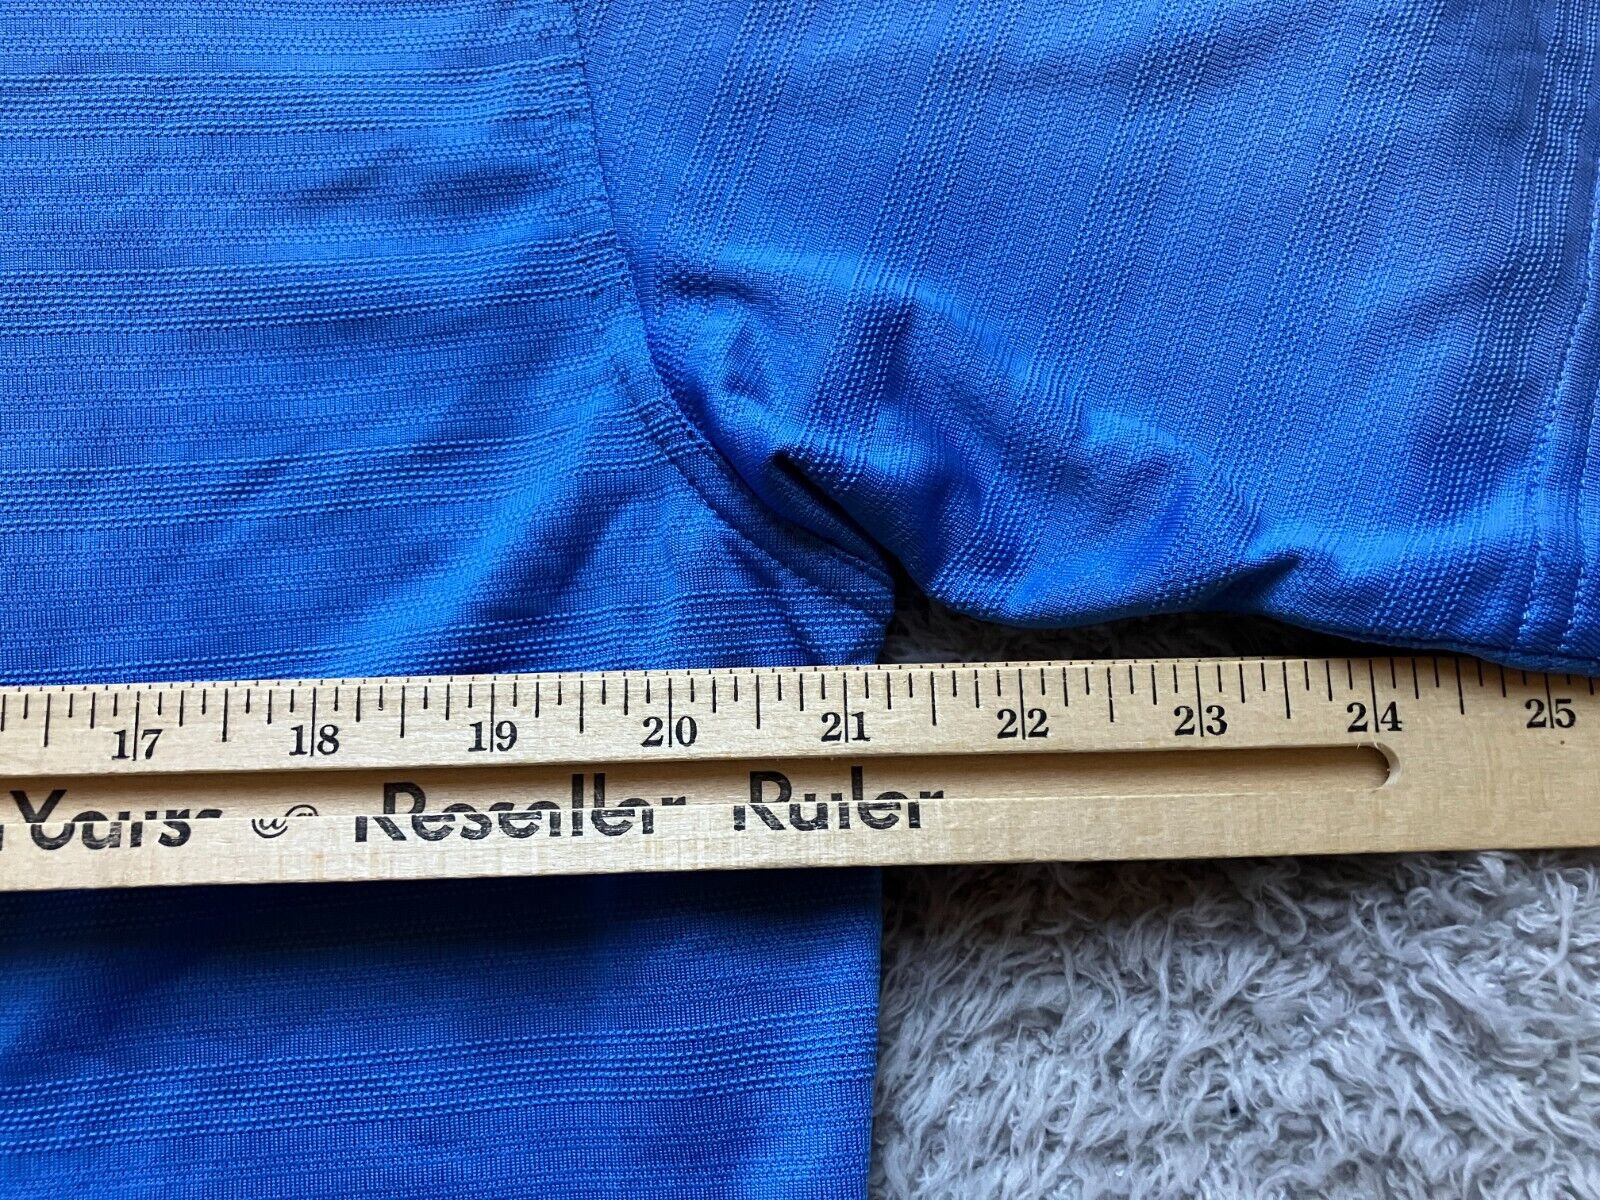 17 18 19 20 21 22 23 24 25
Yours @ Reseller Ruler